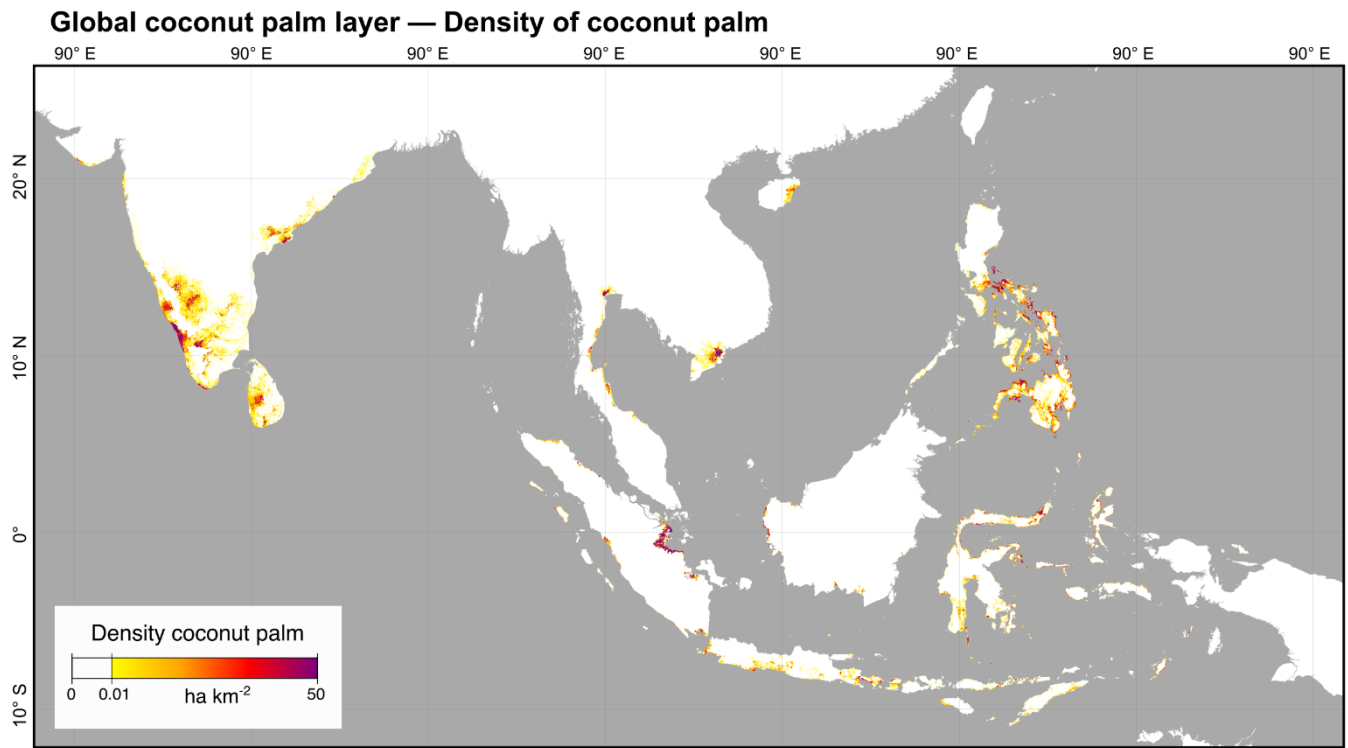 Global coconut palm layer — Density of coconut palm
90° E 90° E 90° E 90° E 90° E 90° E 90° E 90° E
20° N
10° N
0°
10° S
Density coconut palm
0 0.01 50
ha km-2